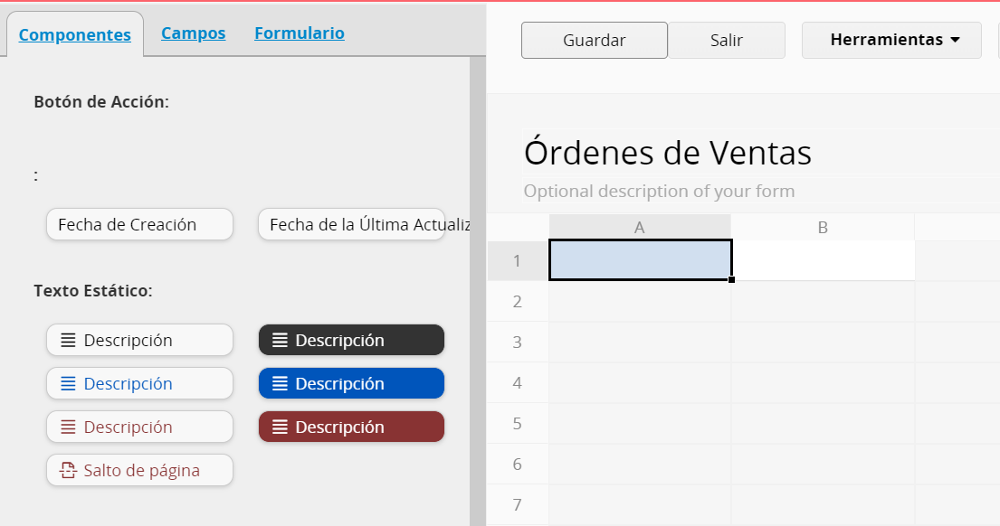 Componentes Campos Formulario
Guardar Salir Herramientas
Botón de Acción:
:
Fecha de Creación Fecha de la Última Actualiz
Texto Estático:
Descripción Descripción
Descripción Descripción
Descripción Descripción
Salto de página
Órdenes de Ventas
Optional description of your form
A B
1
2
3
4
5
6
7